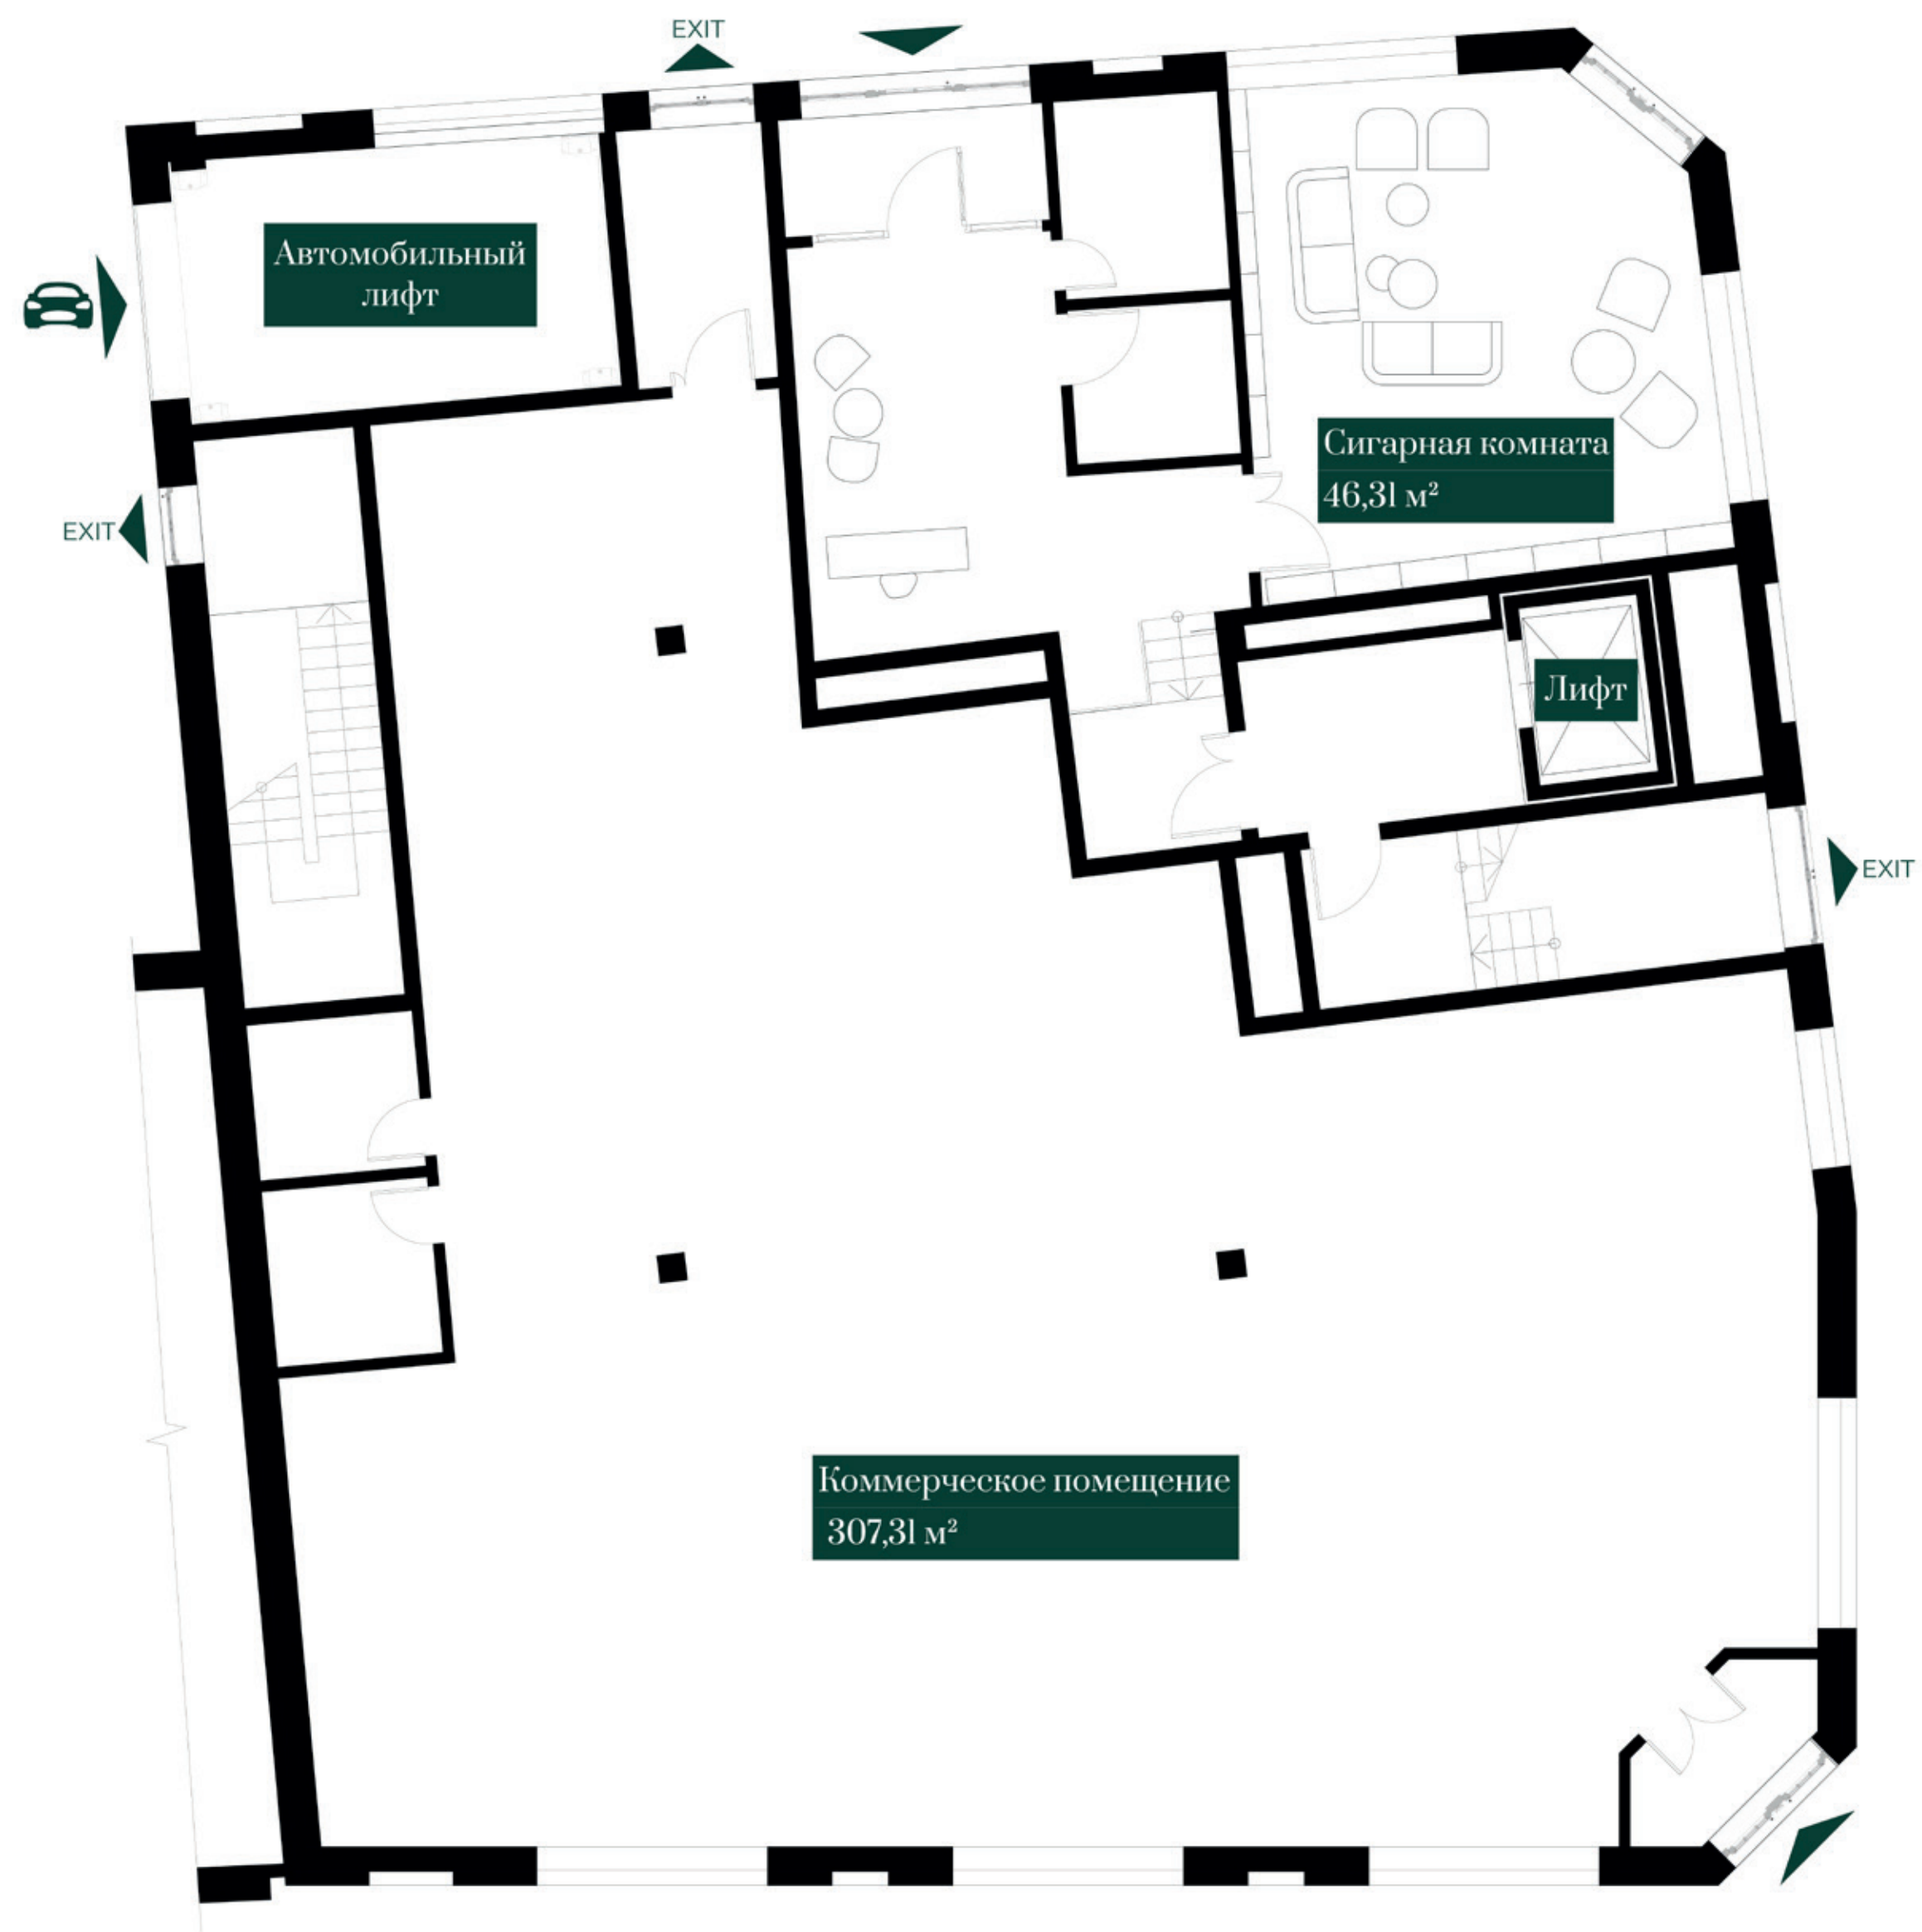 EXIT
Автомобильный
лифт
Сигарная комната
46,31 м²
EXIT
Лифт
EXIT
Коммерческое помещение
307,31 м²